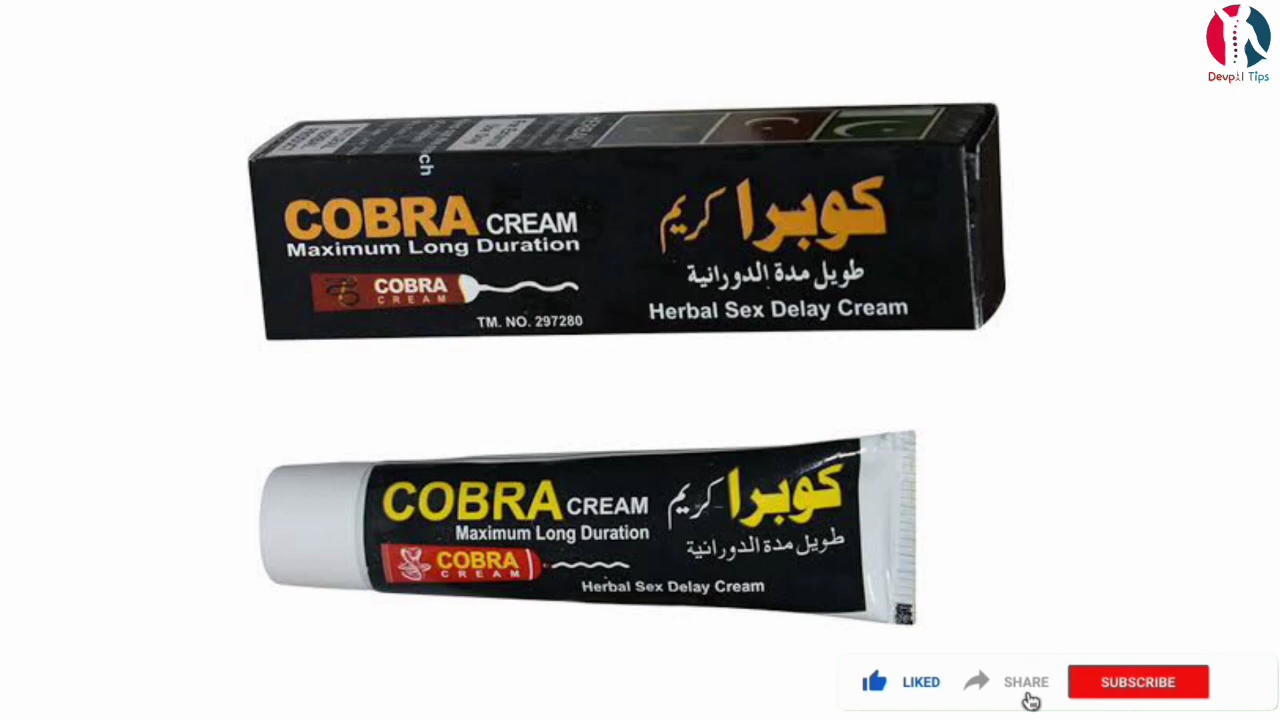 Devpal Tips
COBRA CREAM
Maximum Long Duration
COBRA
CREAM
TM. NO. 297280
كوبرا كريم
طويل مدة الدورانية
Herbal Sex Delay Cream
COBRA CREAM
Maximum Long Duration
COBRA
CREAM
كوبرا كريم
طويل مدة الدورانية
Herbal Sex Delay Cream
LIKED
SHARE
SUBSCRIBE